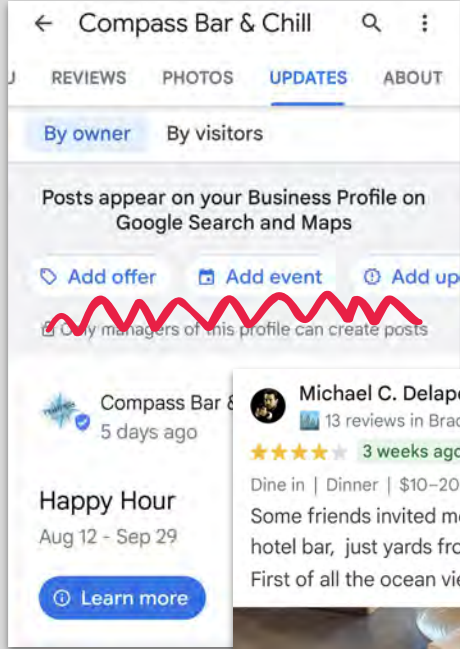 Compass Bar & Chill
REVIEWS PHOTOS UPDATES ABOUT
By owner By visitors
Posts appear on your Business Profile on
Google Search and Maps
Add offer Add event Add up
Only managers of this profile can create posts
Compass Bar &
5 days ago
Happy Hour
Aug 12 - Sep 29
Learn more
Michael C. Delap
13 reviews in Brad
3 weeks ago
Dine in | Dinner | $10–20
Some friends invited m
hotel bar, just yards fro
First of all the ocean vie